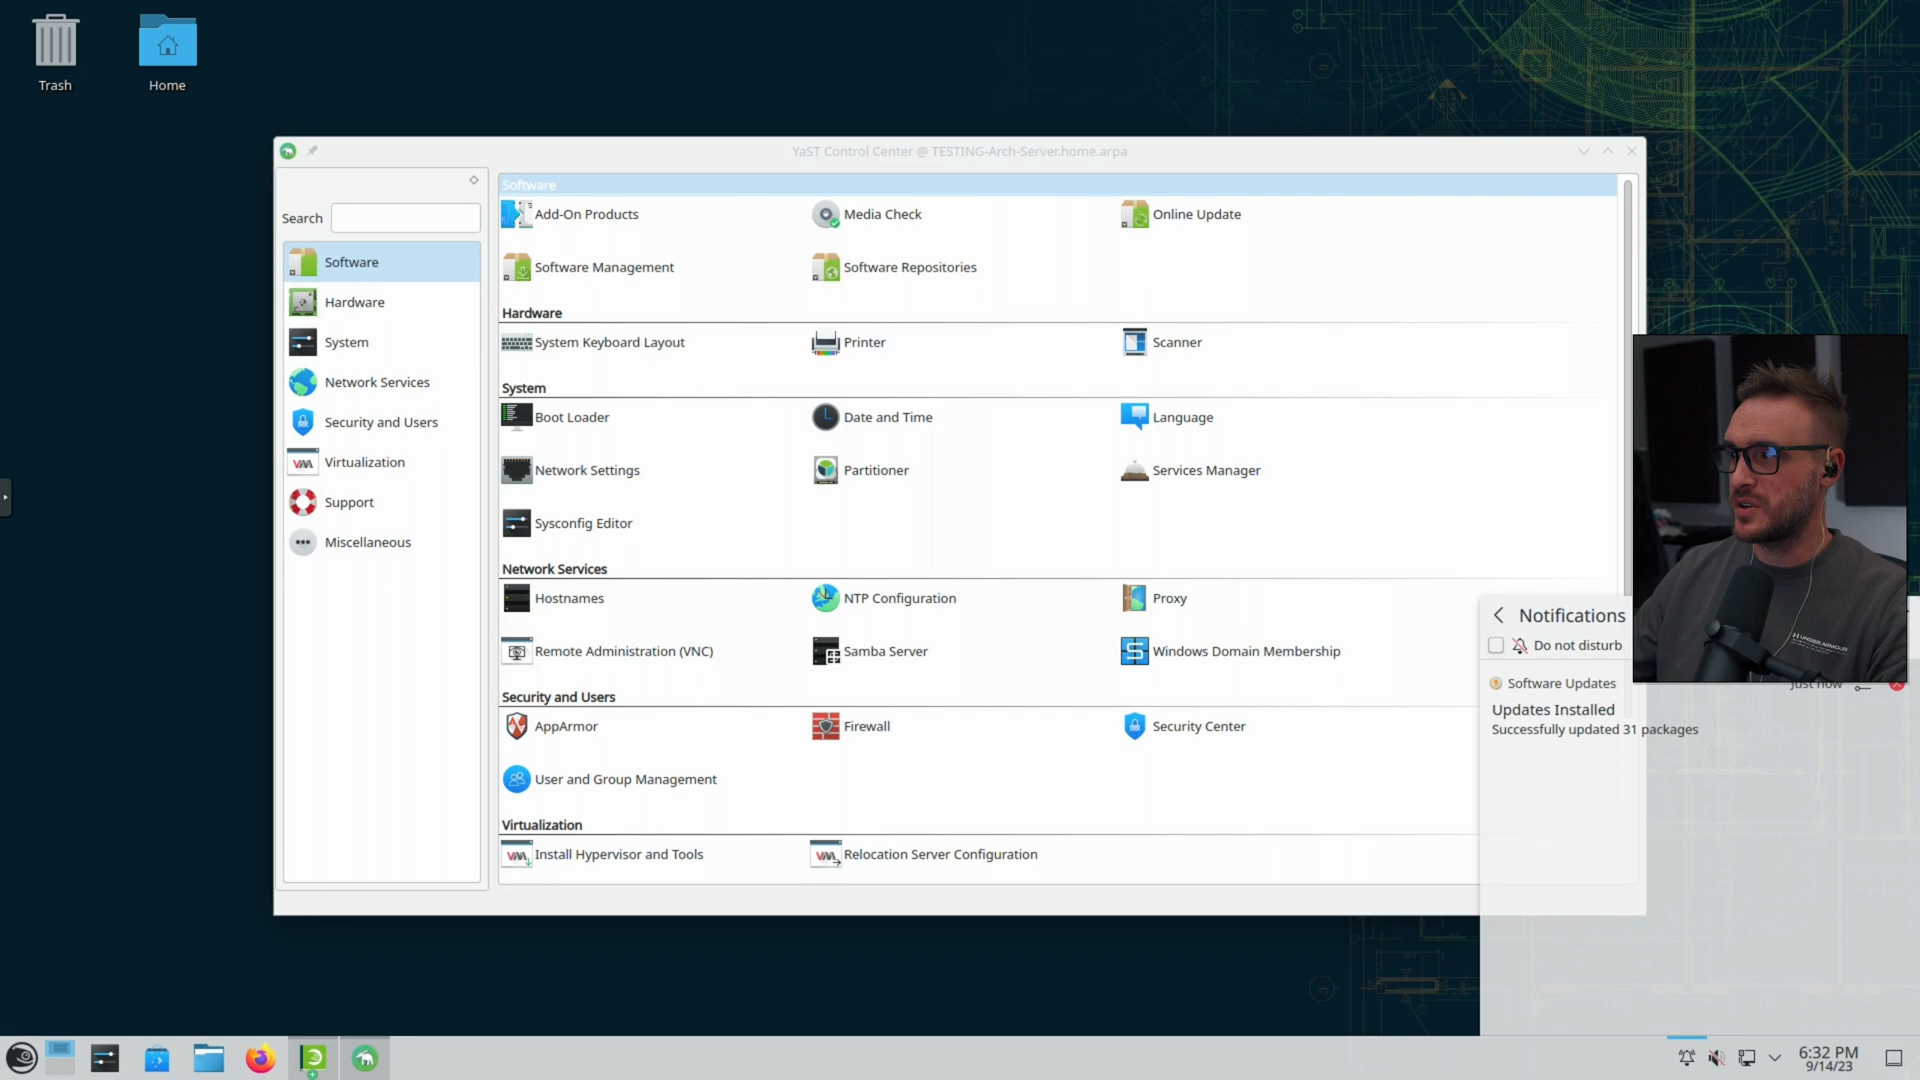 Trash
Home
YaST Control Center @ TESTING-Arch-Server.home.arpa
Search
Software
Hardware
System
Network Services
Security and Users
Virtualization
Support
Miscellaneous
Software
Add-On Products
Media Check
Online Update
Software Management
Software Repositories
Hardware
System Keyboard Layout
Printer
Scanner
System
Boot Loader
Date and Time
Language
Network Settings
Partitioner
Services Manager
Sysconfig Editor
Network Services
Hostnames
NTP Configuration
Proxy
Remote Administration (VNC)
Samba Server
Windows Domain Membership
Security and Users
AppArmor
Firewall
Security Center
User and Group Management
Virtualization
Install Hypervisor and Tools
Relocation Server Configuration
Notifications
Do not disturb
Software Updates
Just now
Updates Installed
Successfully updated 31 packages
UNDER ARMOUR
6:32 PM
9/14/23